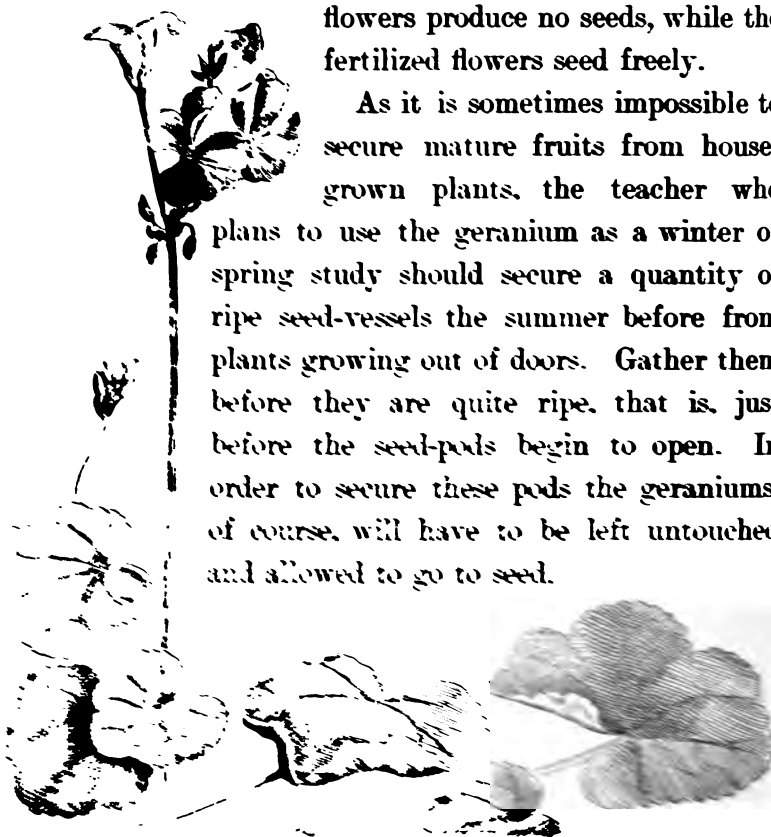 flowers produce no seeds, while the
fertilized flowers seed freely.
As it is sometimes impossible to
secure mature fruits from house-
grown plants, the teacher who
plans to use the geranium as a winter or
spring study should secure a quantity of
ripe seed-vessels the summer before from
plants growing out of doors. Gather them
before they are quite ripe, that is, just
before the seed-pods begin to open. In
order to secure these pods the geraniums,
of course, will have to be left untouched
and allowed to go to seed.